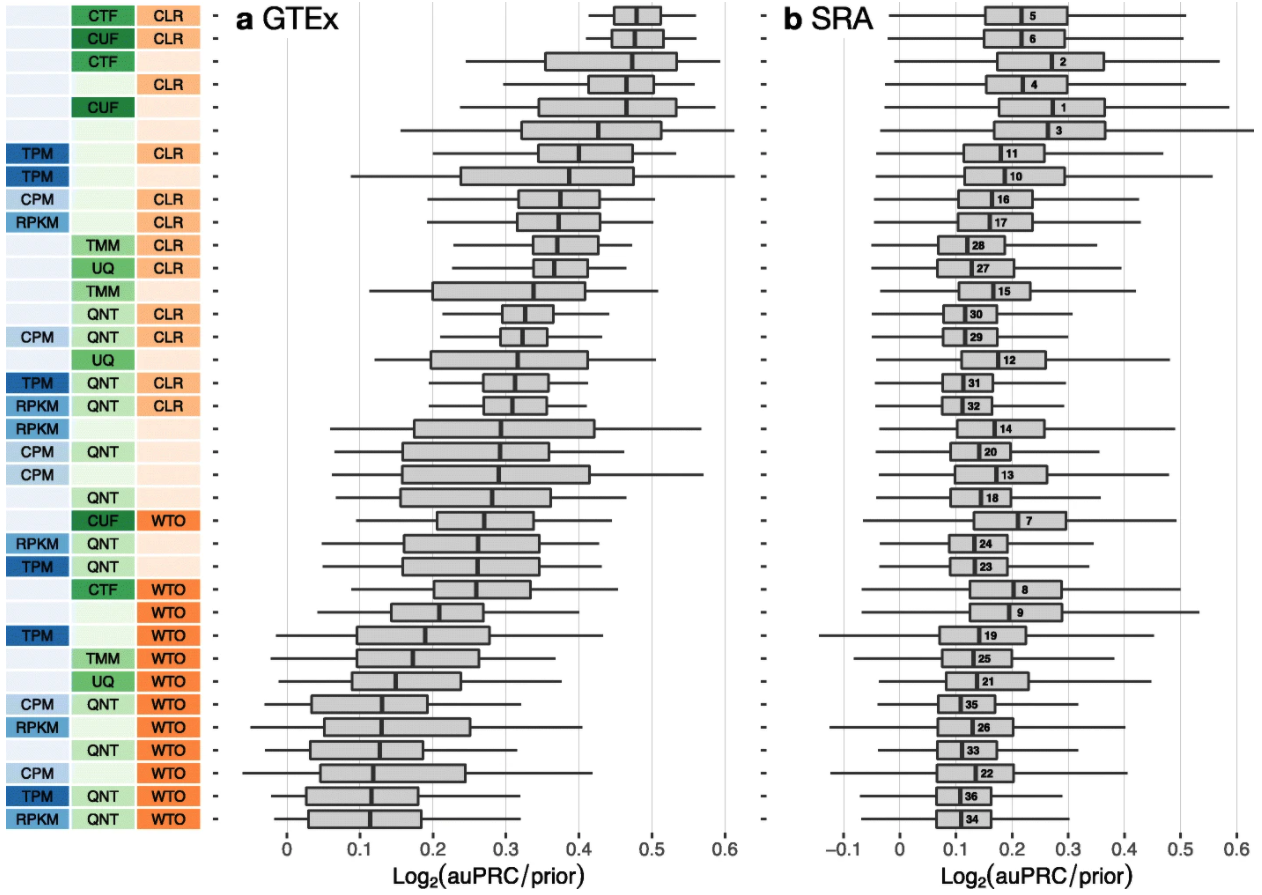 a GTEx
b SRA
CTF CLR 5
CUF CLR 6
CTF 2
CLR 4
CUF 1
3
TPM CLR 11
TPM 10
CPM CLR 16
RPKM CLR 17
TMM CLR 28
UQ CLR 27
TMM 15
QNT CLR 30
CPM QNT CLR 29
UQ 12
TPM QNT CLR 31
RPKM QNT CLR 32
RPKM 14
CPM QNT 20
CPM 13
QNT 18
CUF WTO 7
RPKM QNT 24
TPM QNT 23
CTF WTO 8
WTO 9
TPM WTO 19
TMM WTO 25
UQ WTO 21
CPM QNT WTO 35
RPKM WTO 26
QNT WTO 33
CPM WTO 22
TPM QNT WTO 36
RPKM QNT WTO 34
0 0.1 0.2 0.3 0.4 0.5 0.6
−0.1 0 0.1 0.2 0.3 0.4 0.5 0.6
Log₂(auPRC/prior)
Log₂(auPRC/prior)